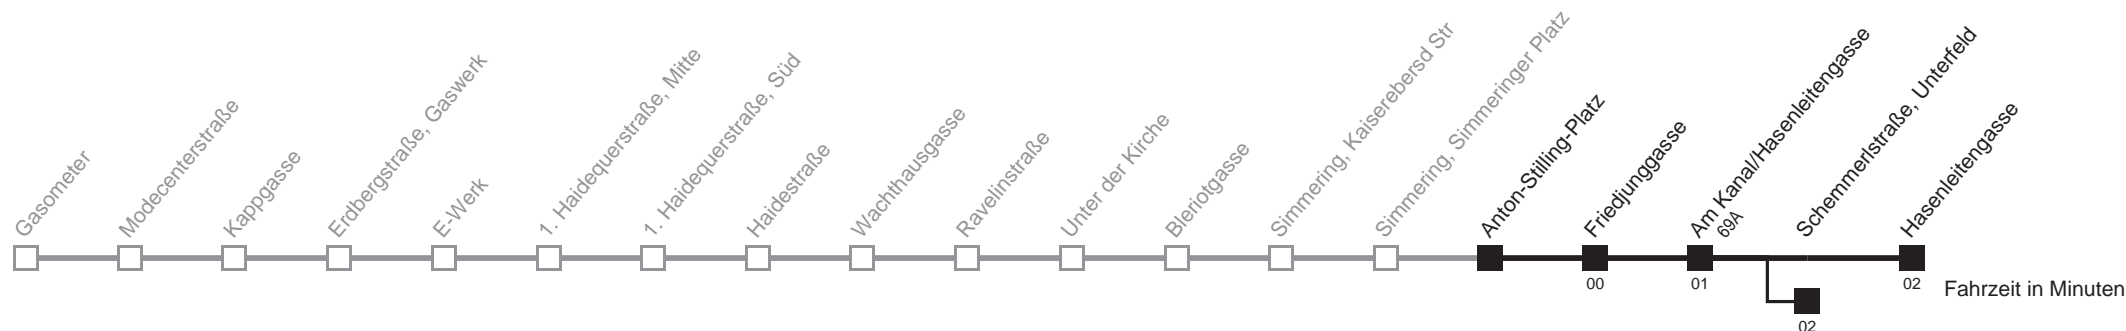 Gasometer
Modecenterstraße
Kappgasse
Erdbergstraße, Gaswerk
E-Werk
1. Haidequerstraße, Mitte
1. Haidequerstraße, Süd
Haidestraße
Wachthausgasse
Ravelinstraße
Unter der Kirche
Bleriotgasse
Simmering, Kaiserebersd Str
Simmering, Simmeringer Platz
Anton-Stilling-Platz
Friedjunggasse
Am Kanal/Hasenleitengasse
69A
Schemmerlstraße, Unterfeld
Hasenleitengasse
00
01
02
Fahrzeit in Minuten
02